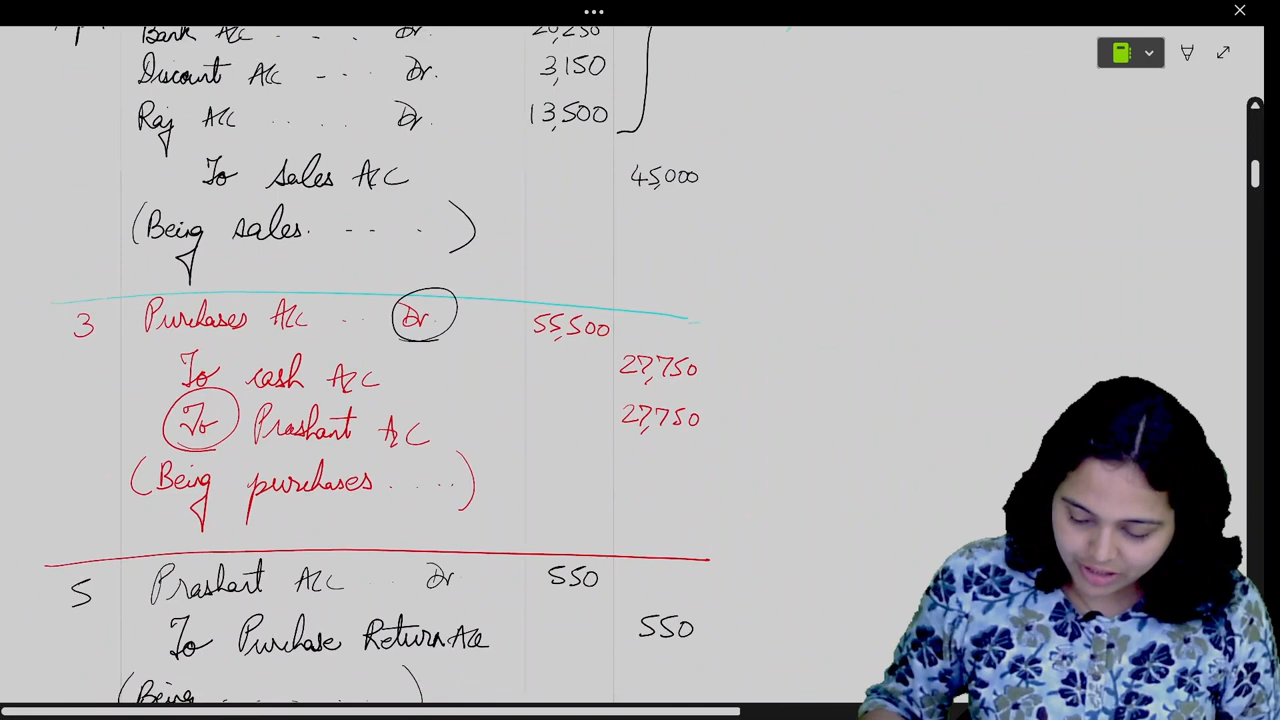 Bank A/C . . . Dr. 20,250
Discount A/C - - - Dr. 3,150
Raj A/C .. .. . Dr. 13,500
To sales A/C 45,000
(Being sales. - - - . )
3 Purchases A/C .. Dr. 55,500
To cash A/C 27,750
To Prashant A/C 27,750
(Being purchases . ... )
5 Prashant A/C .. Dr 550
To Purchase Return A/c 550
(Being ............)